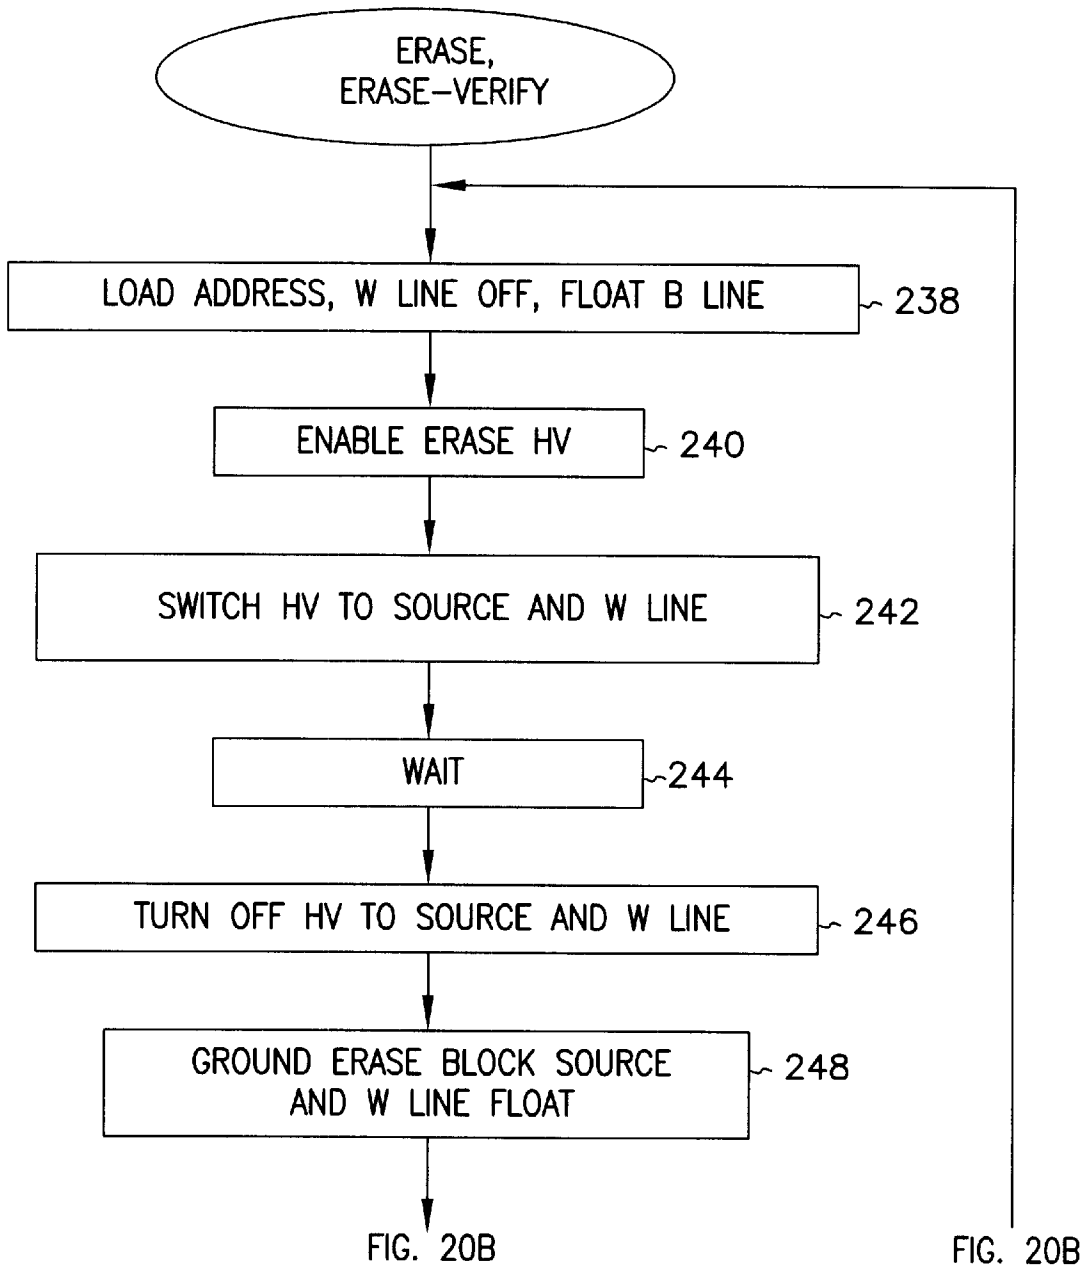 ERASE,
ERASE-VERIFY
LOAD ADDRESS, W LINE OFF, FLOAT B LINE
238
ENABLE ERASE HV
240
SWITCH HV TO SOURCE AND W LINE
242
WAIT
244
TURN OFF HV TO SOURCE AND W LINE
246
GROUND ERASE BLOCK SOURCE
AND W LINE FLOAT
248
FIG. 20B
FIG. 20B